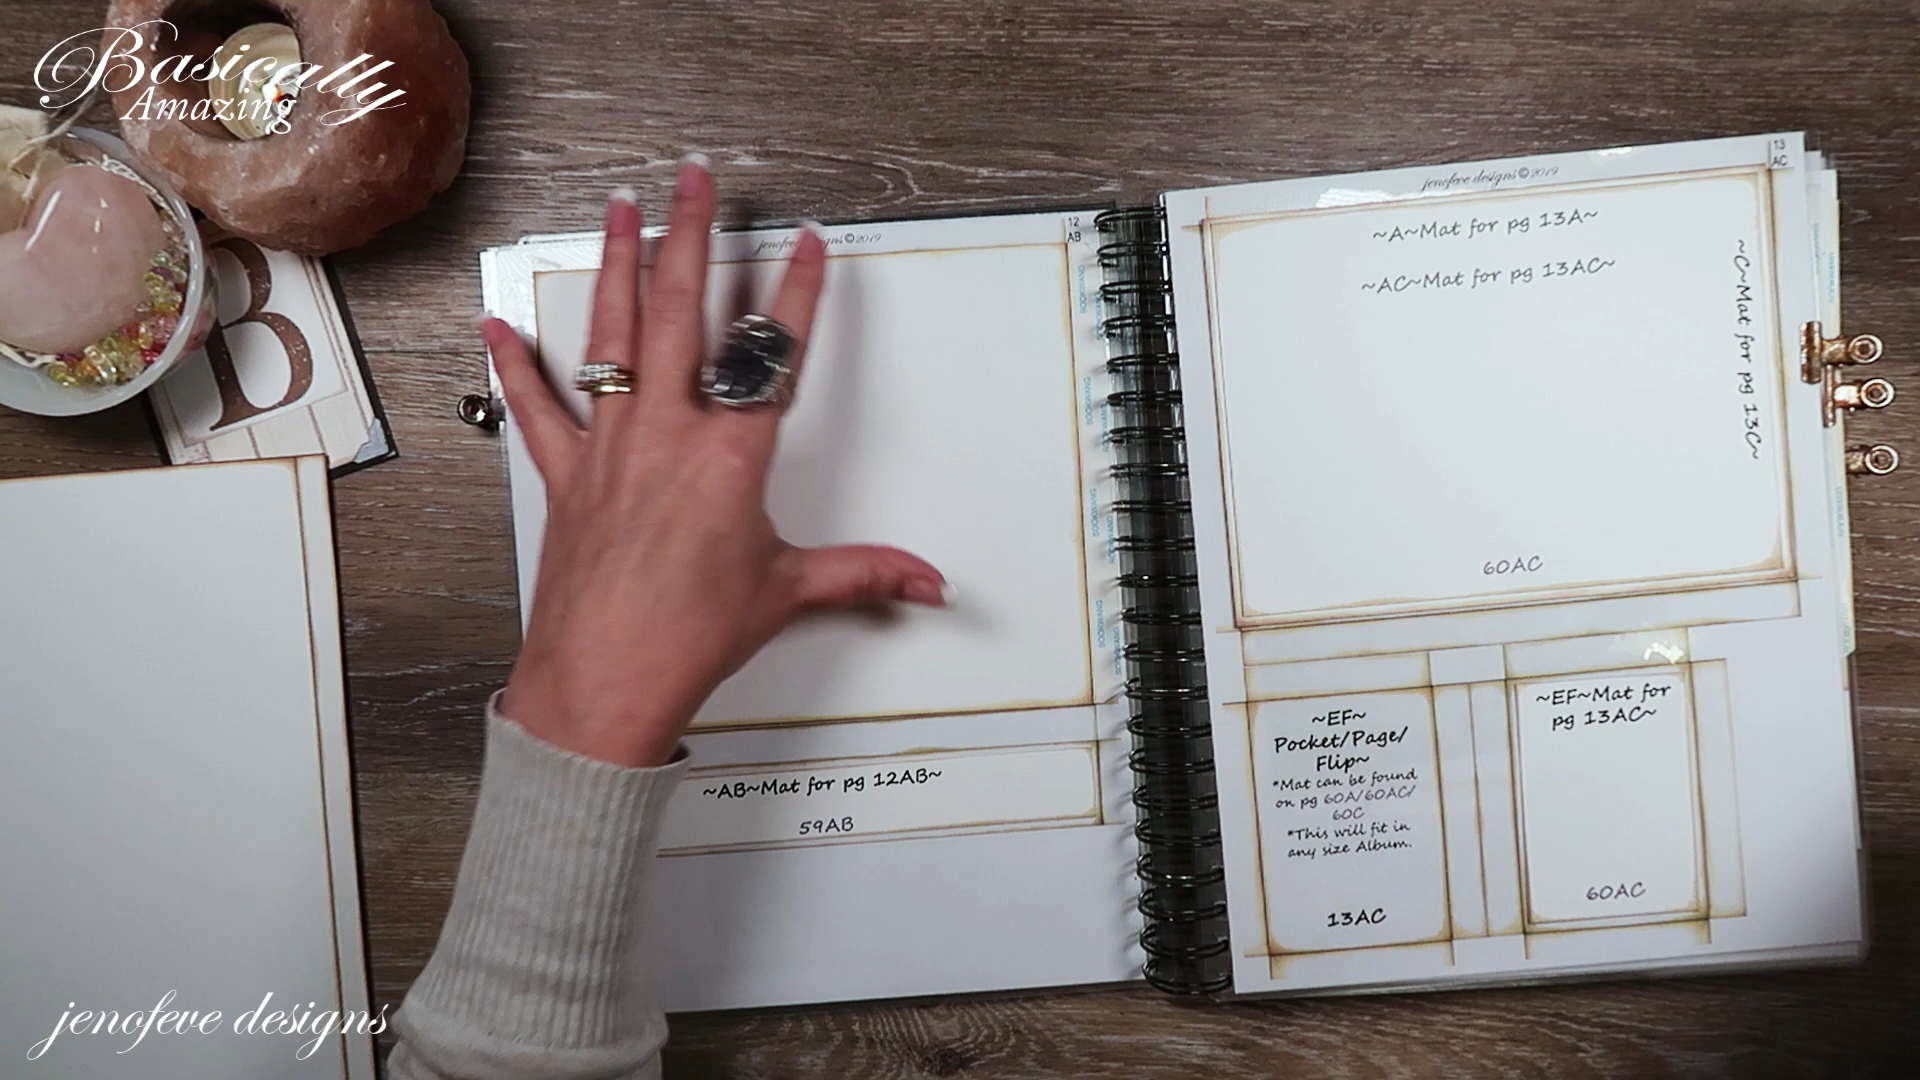 Basically
Amazing
B
jenofeve designs©2019
12
AB
~AB~Mat for pg 12AB~
59AB
jenofeve designs©2019
13
AC
~A~Mat for pg 13A~
~AC~Mat for pg 13AC~
~C~Mat for pg 13C~
60AC
~EF~
Pocket/Page/
Flip~
*Mat can be found
on pg 60A/60AC/
60C
*This will fit in
any size Album.
13AC
~EF~Mat for
pg 13AC~
60AC
jenofeve designs